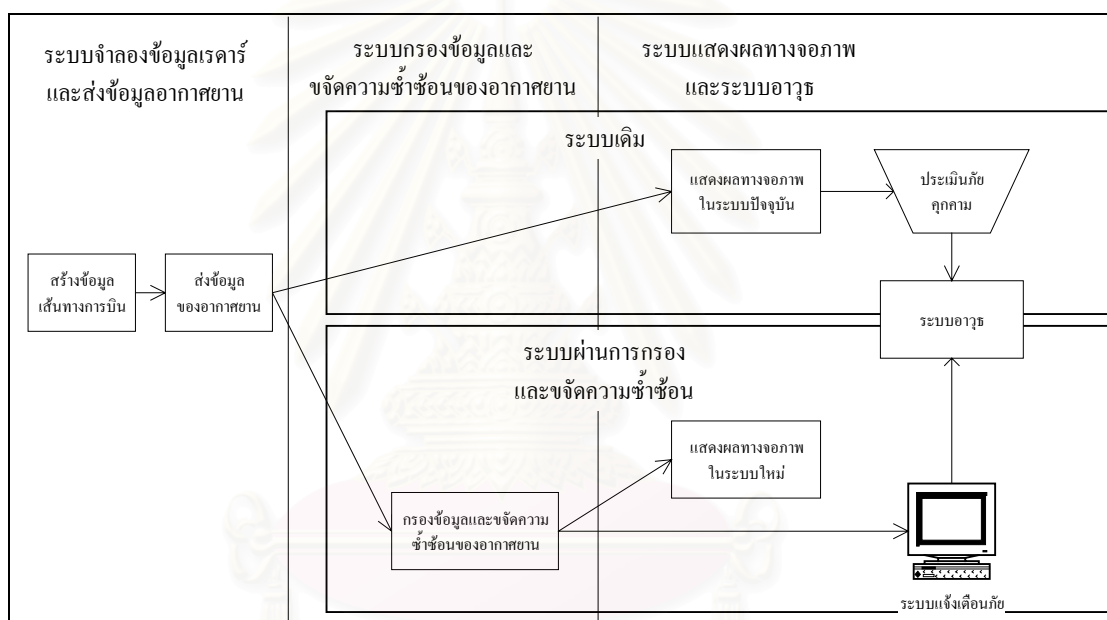 ระบบจำลองข้อมูลเรดาร์
และส่งข้อมูลอากาศยาน
ระบบกรองข้อมูลและ
ขจัดความซ้ำซ้อนของอากาศยาน
ระบบแสดงผลทางจอภาพ
และระบบอาวุธ
ระบบเดิม
แสดงผลทางจอภาพ
ในระบบปัจจุบัน
ประเมินภัย
คุกคาม
สร้างข้อมูล
เส้นทางการบิน
ส่งข้อมูล
ของอากาศยาน
ระบบอาวุธ
ระบบผ่านการกรอง
และขจัดความซ้ำซ้อน
แสดงผลทางจอภาพ
ในระบบใหม่
กรองข้อมูลและขจัดความ
ซ้ำซ้อนของอากาศยาน
ระบบแจ้งเตือนภัย